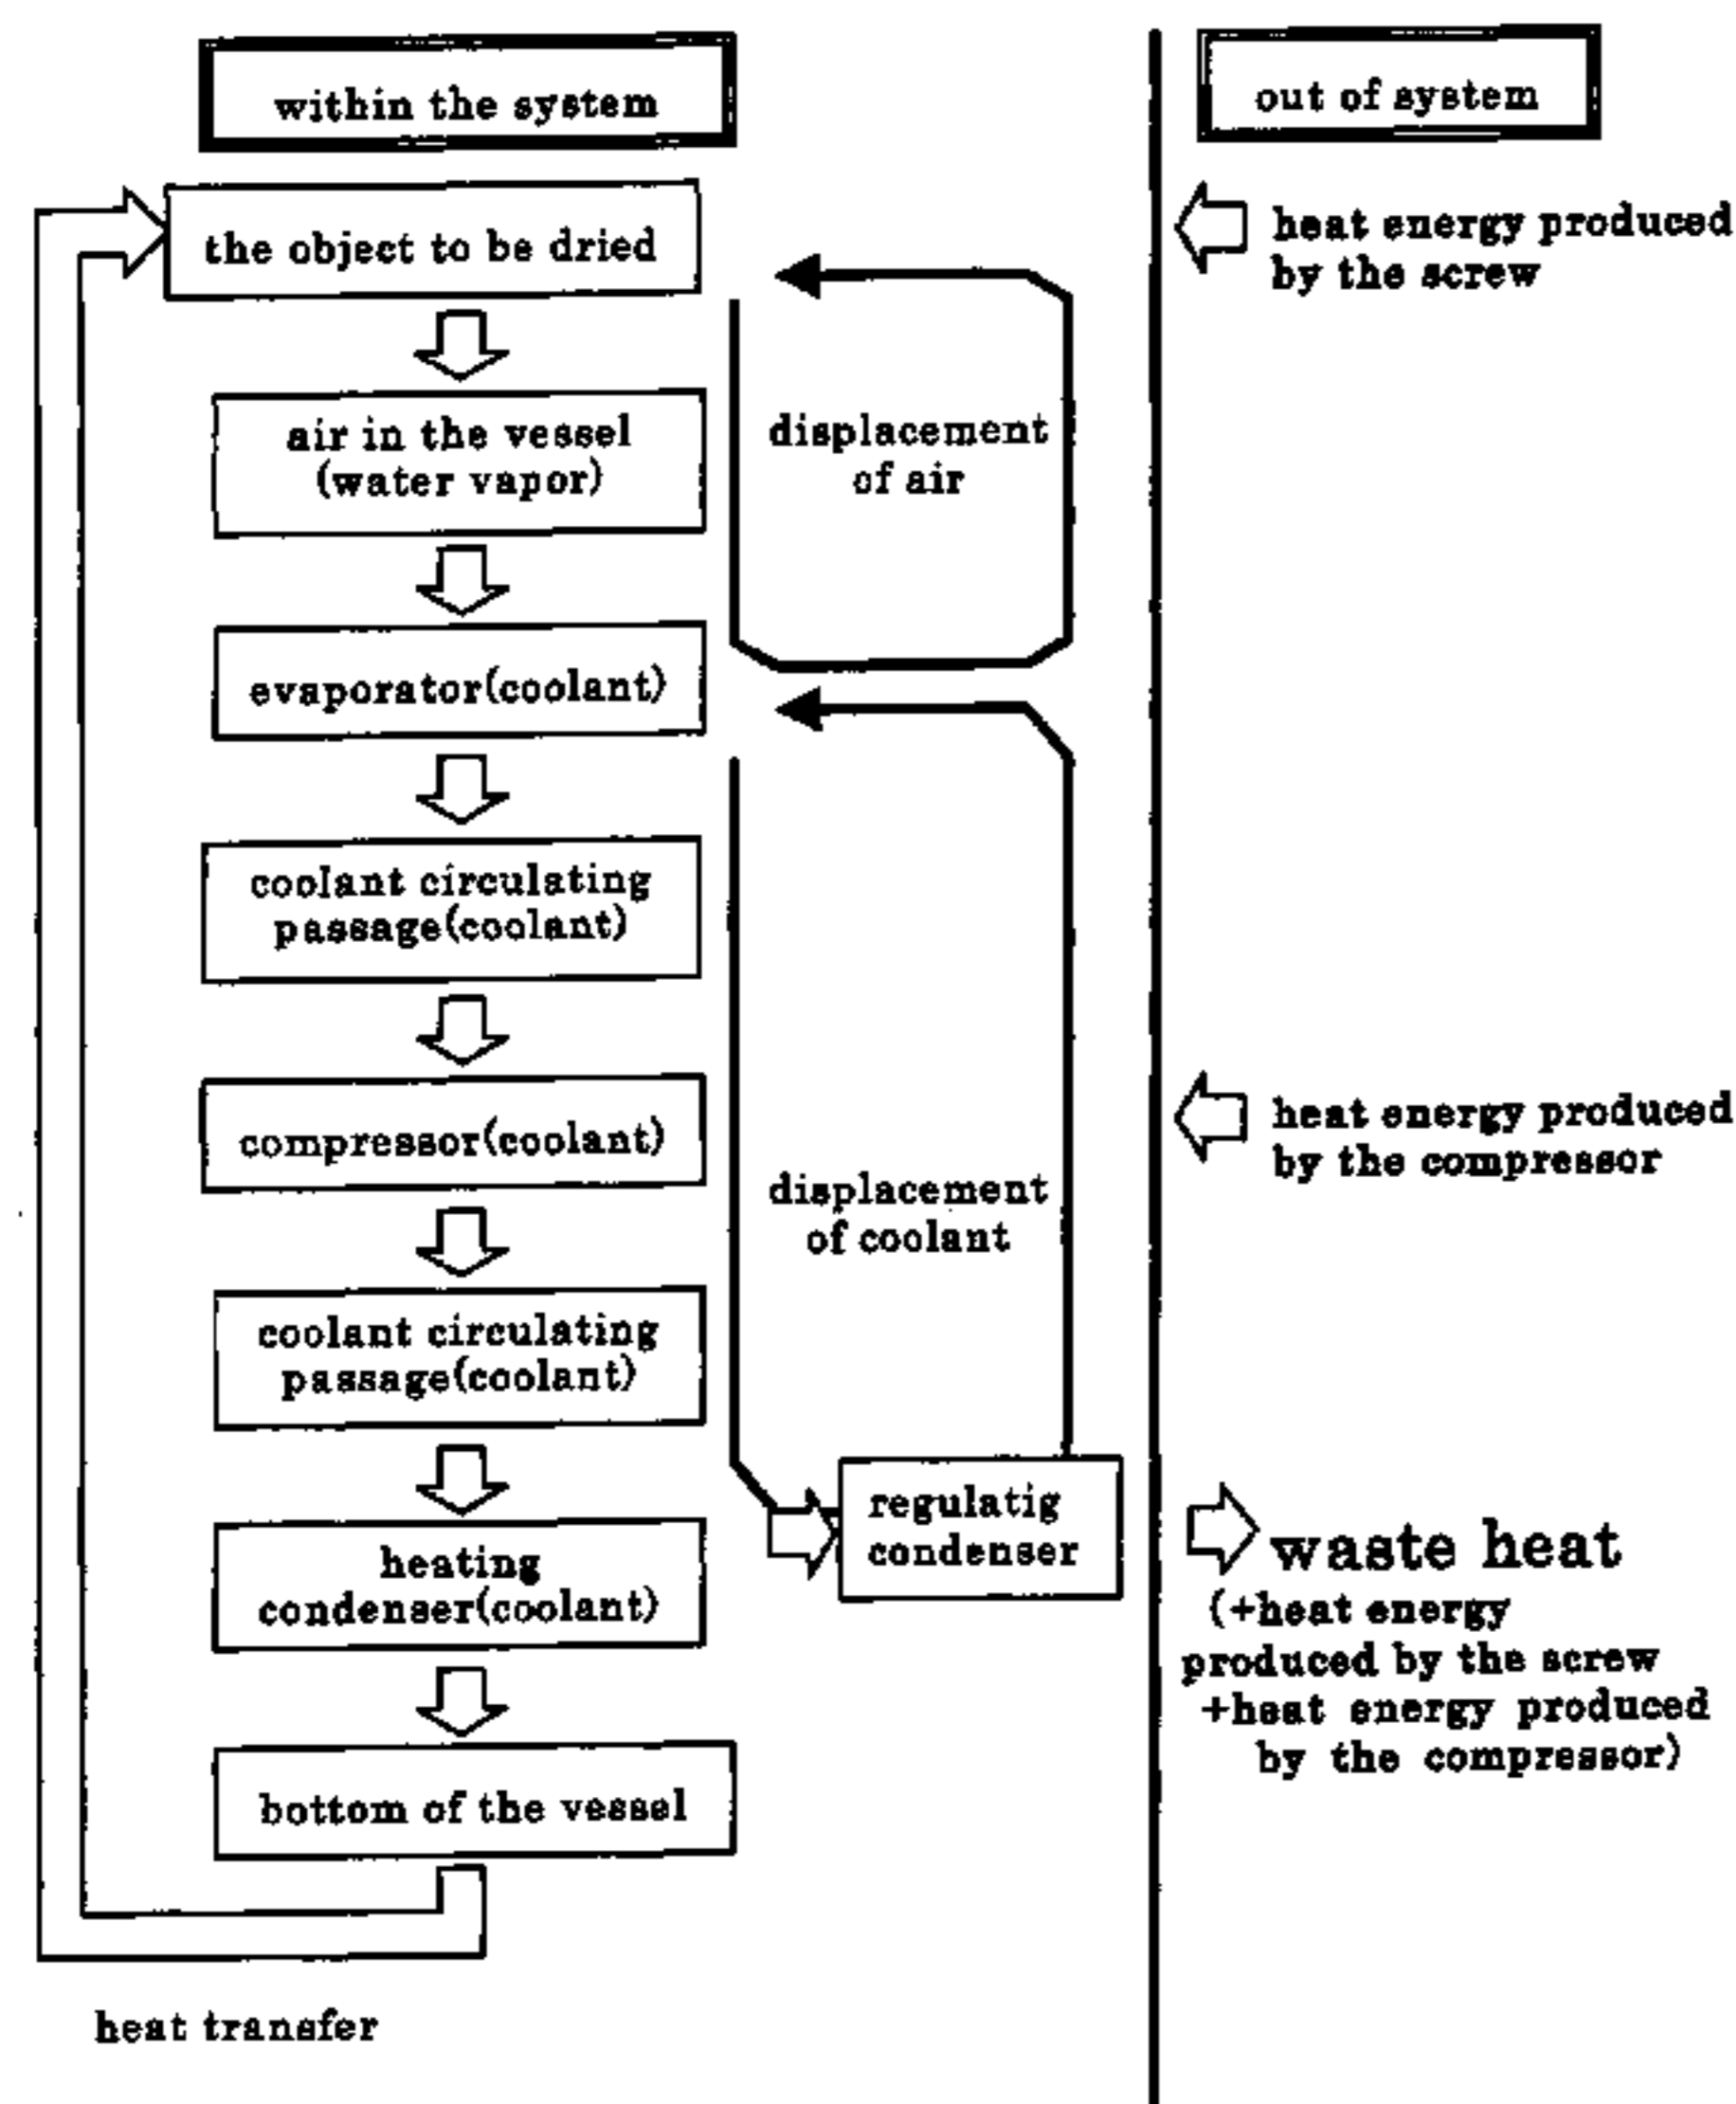 within the system
out of system
the object to be dried
heat energy produced
by the screw
air in the vessel
(water vapor)
displacement
of air
evaporator(coolant)
coolant circulating
passage(coolant)
compressor(coolant)
heat energy produced
by the compressor
displacement
of coolant
coolant circulating
passage(coolant)
regulatig
condenser
heating
condenser(coolant)
waste heat
(+heat energy
produced by the screw
+heat energy produced
by the compressor)
bottom of the vessel
heat transfer